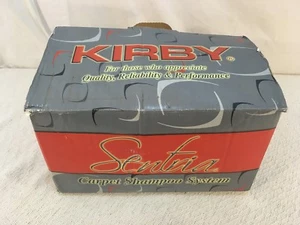 KIRBY®
For those who appreciate
Quality, Reliability & Performance
Sentria
Carpet Shampoo System